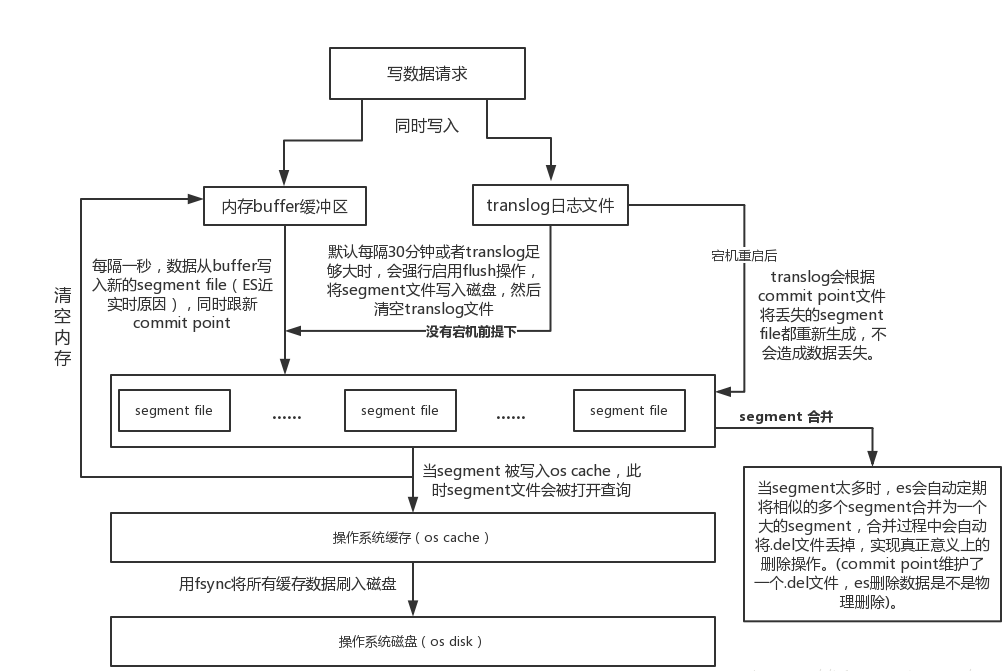 写数据请求
同时写入
内存buffer缓冲区
translog日志文件
宕机重启后
每隔一秒，数据从buffer写
入新的segment file（ES近
实时原因），同时跟新
commit point
默认每隔30分钟或者translog足
够大时，会强行启用flush操作，
将segment文件写入磁盘，然后
清空translog文件
没有宕机前提下
translog会根据
commit point文件
将丢失的segment
file都重新生成，不
会造成数据丢失。
清
空
内
存
segment file
......
segment file
......
segment file
segment 合并
当segment 被写入os cache，此
时segment文件会被打开查询
当segment太多时，es会自动定期
将相似的多个segment合并为一个
大的segment，合并过程中会自动
将.del文件丢掉，实现真正意义上的
删除操作。(commit point维护了
一个.del文件，es删除数据是不是物
理删除)。
操作系统缓存（os cache）
用fsync将所有缓存数据刷入磁盘
操作系统磁盘（os disk）